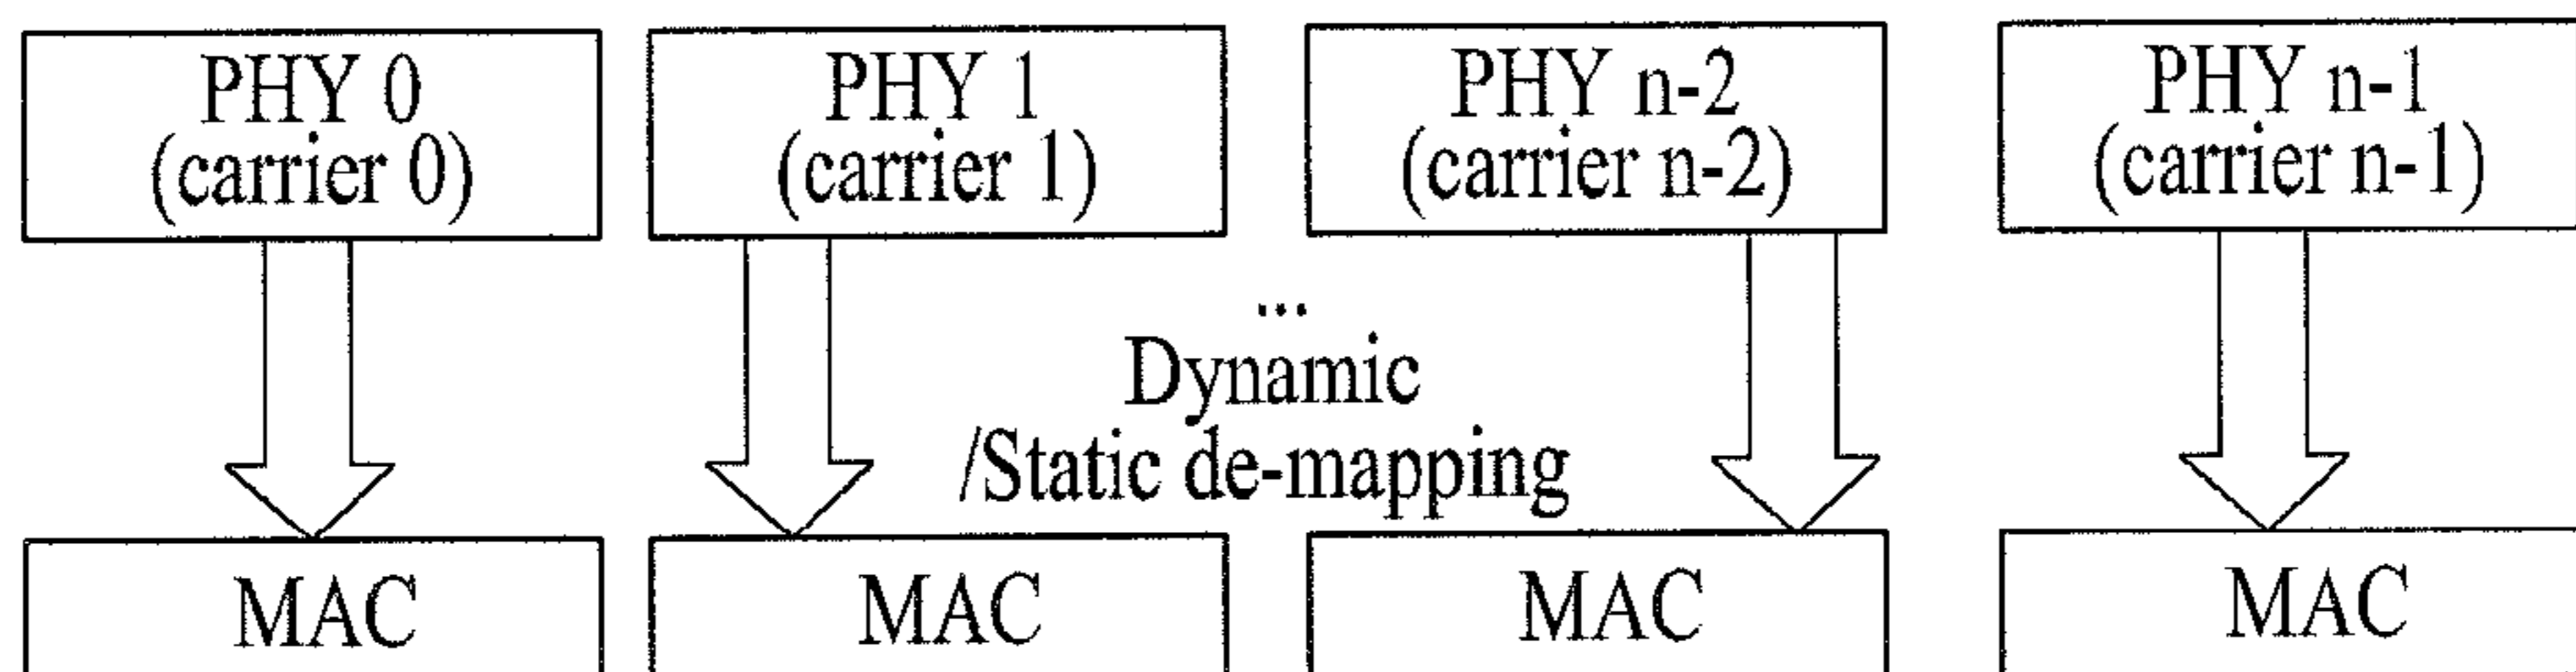 PHY 0
(carrier 0)
PHY 1
(carrier 1)
PHY n-2
(carrier n-2)
PHY n-1
(carrier n-1)
...
Dynamic
/Static de-mapping
MAC
MAC
MAC
MAC